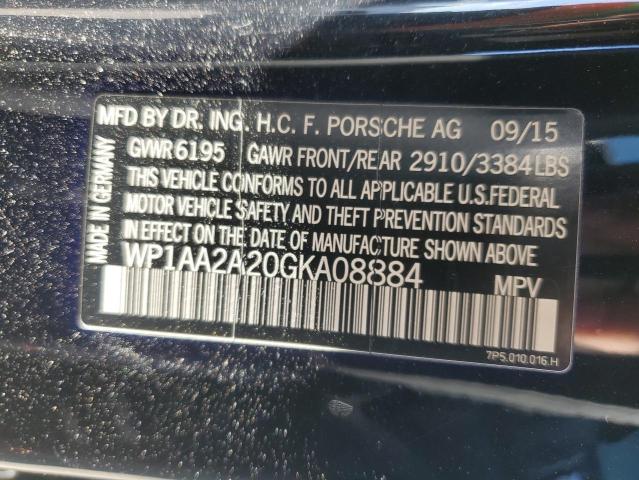 MFD BY DR. ING. H.C. F. PORSCHE AG 09/15
GVWR 6195 GAWR FRONT/REAR 2910/3384LBS
THIS VEHICLE CONFORMS TO ALL APPLICABLE U.S.FEDERAL
MOTOR VEHICLE SAFETY AND THEFT PREVENTION STANDARDS
IN EFFECT ON THE DATE OF MANUFACTURE SHOWN ABOVE
WP1AA2A20GKA08884 MPV
7P5.010.016.H
MADE IN GERMANY